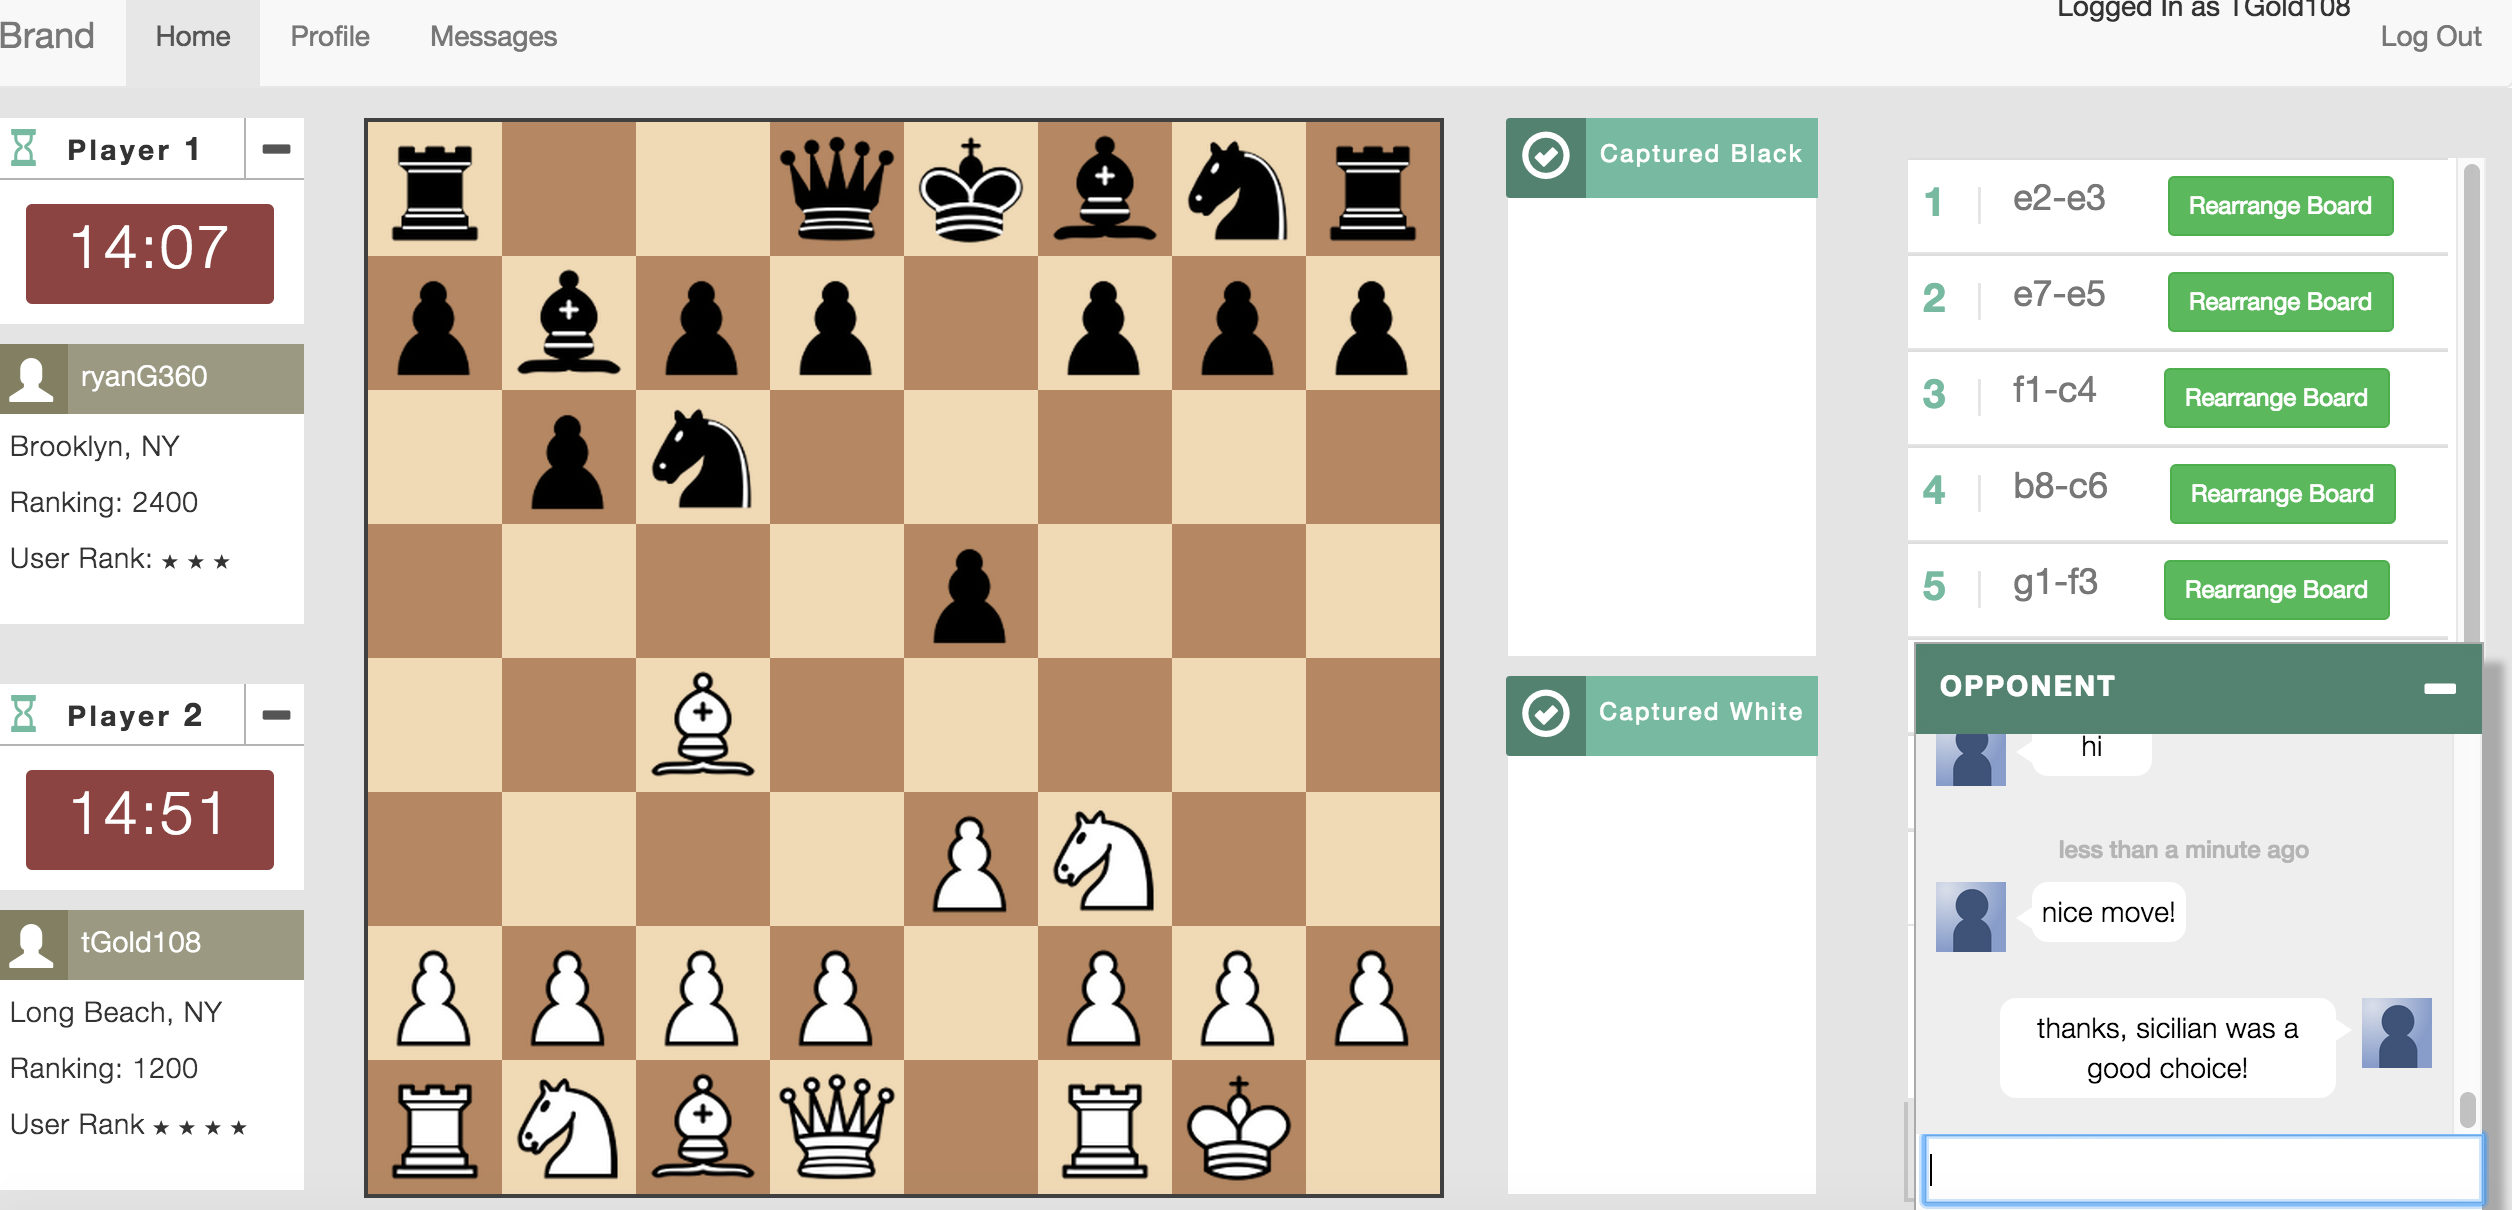 Brand
Home
Profile
Messages
Logged In as TGold108
Log Out
Player 1
14:07
ryanG360
Brooklyn, NY
Ranking: 2400
User Rank: ★ ★ ★
Player 2
14:51
tGold108
Long Beach, NY
Ranking: 1200
User Rank ★ ★ ★ ★
Captured Black
Captured White
1 e2-e3 Rearrange Board
2 e7-e5 Rearrange Board
3 f1-c4 Rearrange Board
4 b8-c6 Rearrange Board
5 g1-f3 Rearrange Board
OPPONENT
hi
less than a minute ago
nice move!
thanks, sicilian was a
good choice!